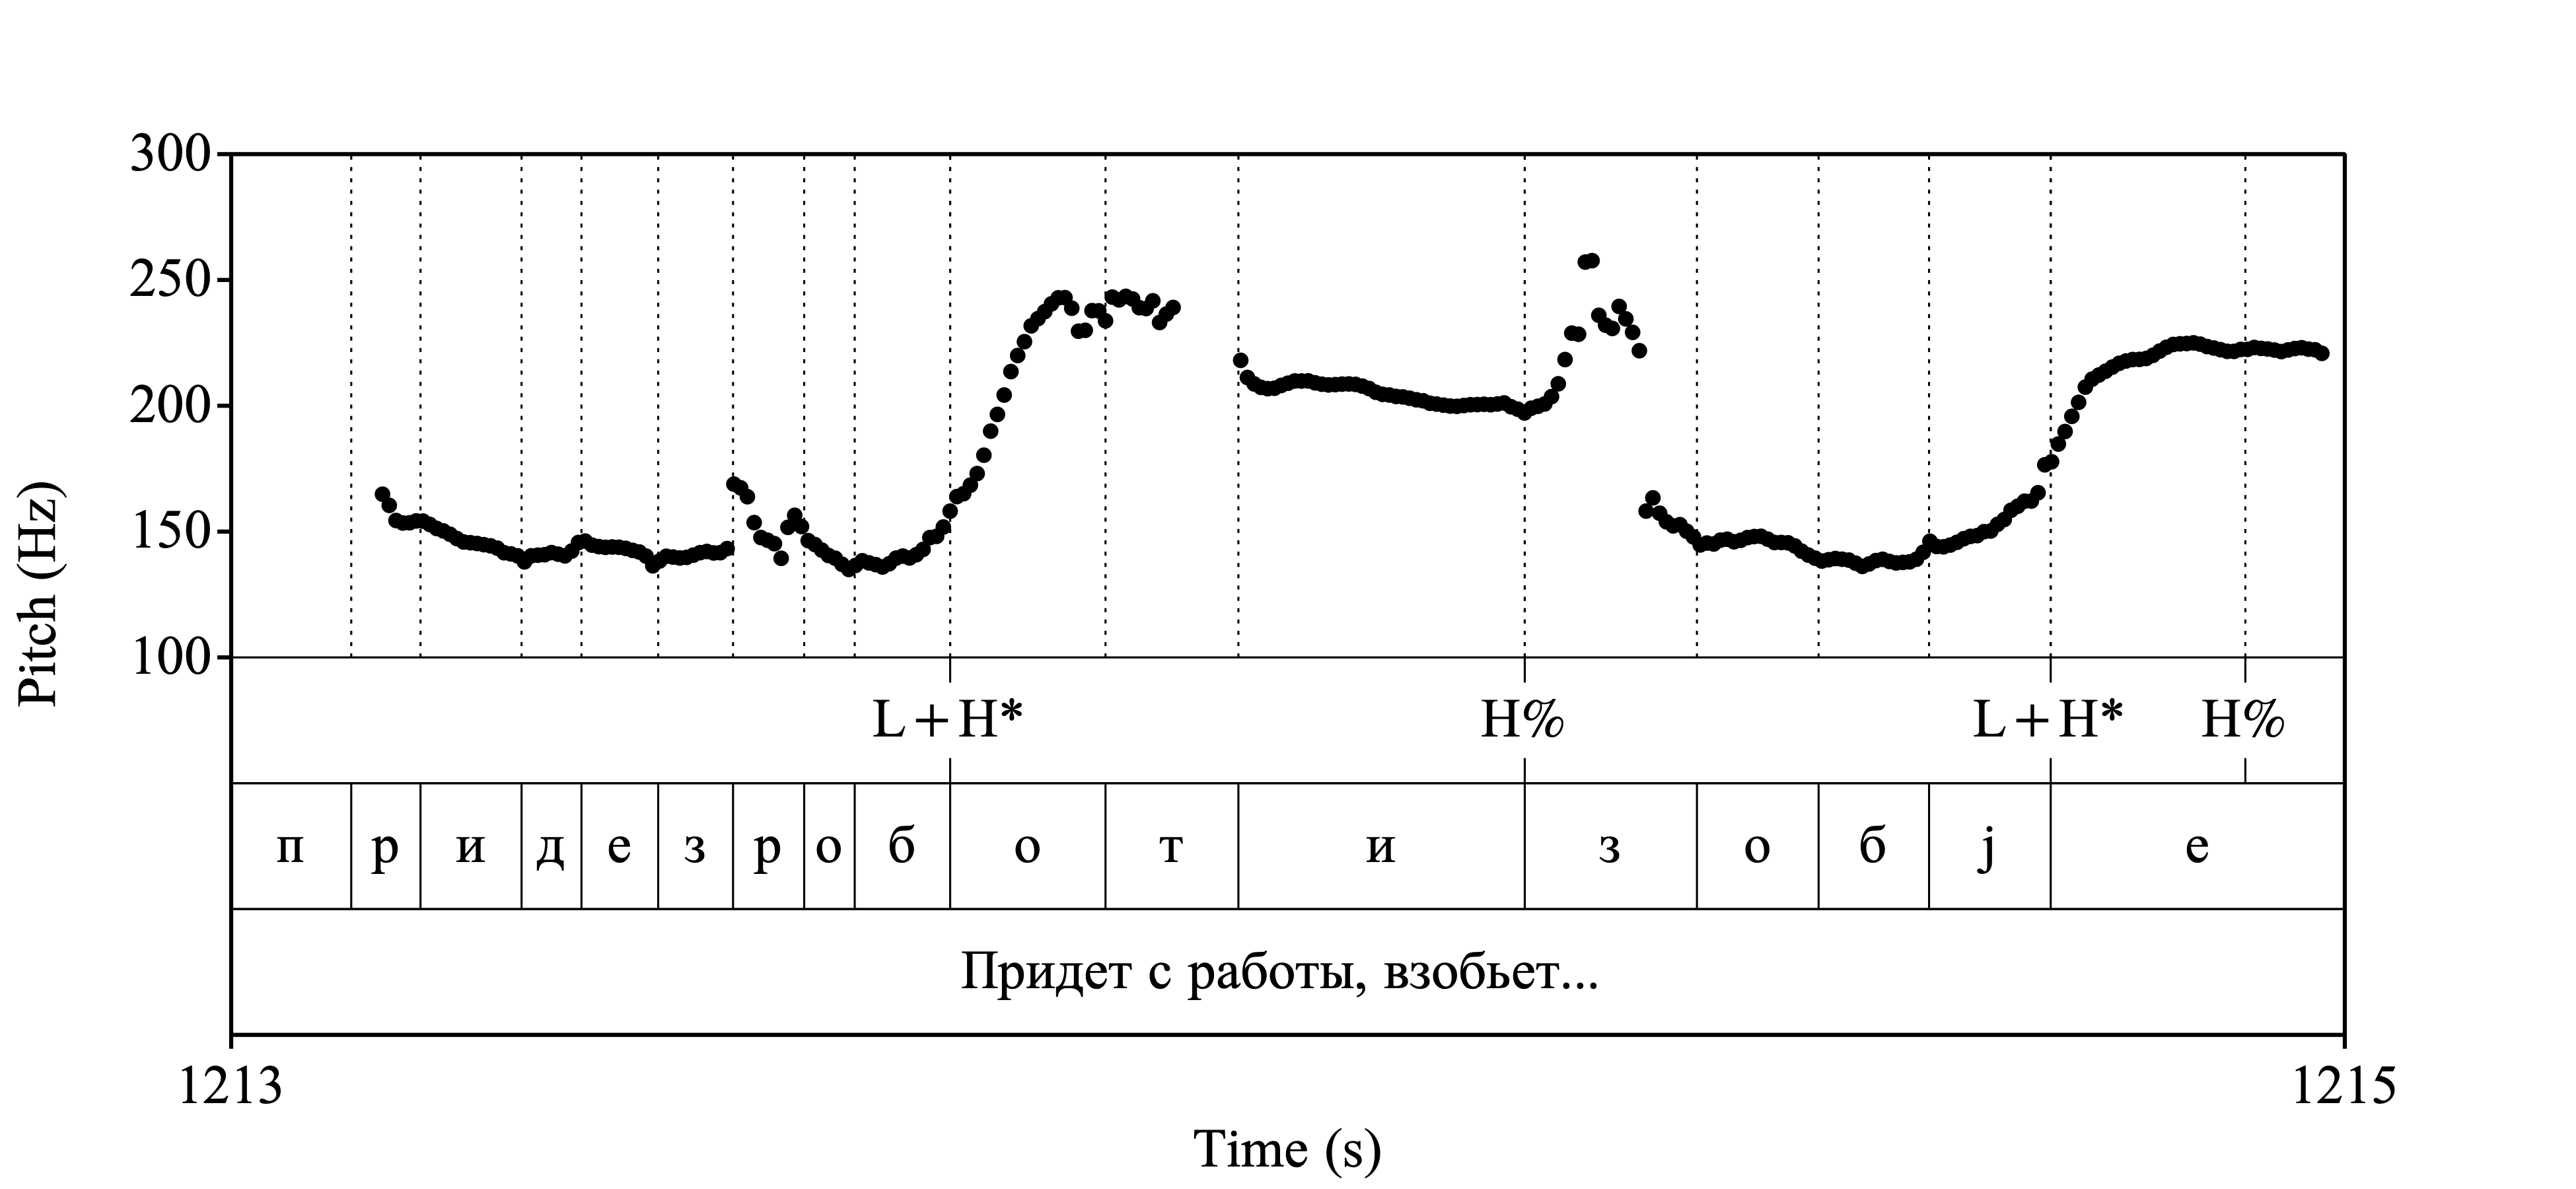 300
250
200
150
100
Pitch (Hz)
L+H* H% L+H* H%
п р и д е з р о б о т и з о б j е
Придет с работы, взобьет...
1213 1215
Time (s)